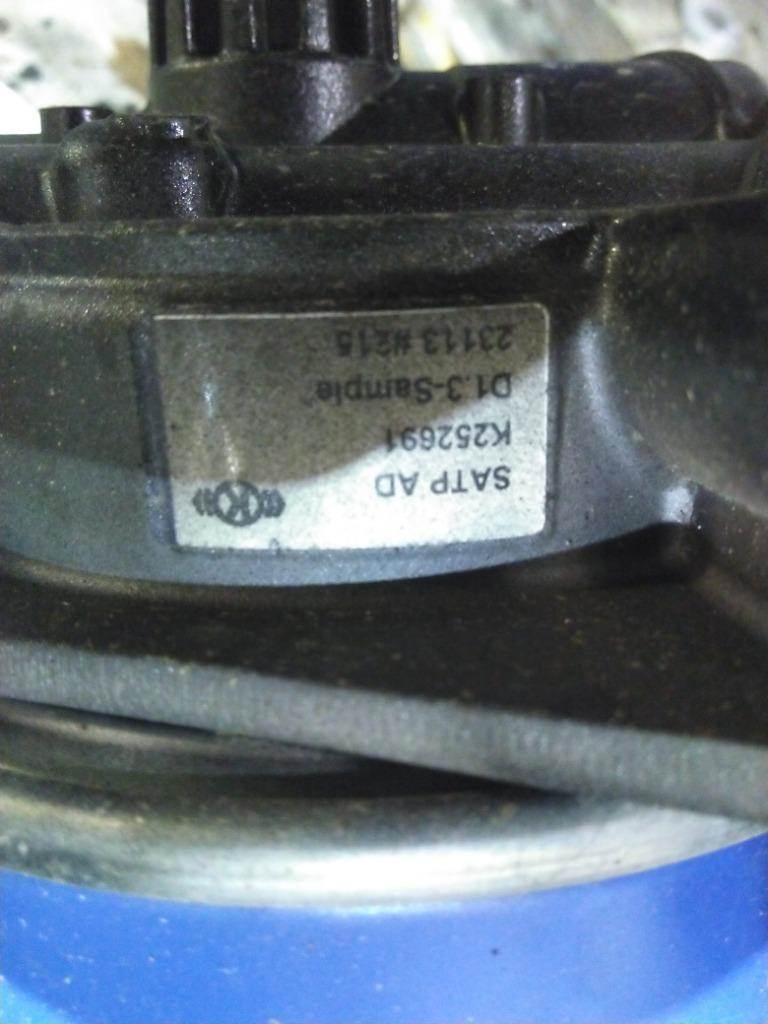 SATP AD
K252691
D1.3-Sample
23113 #215